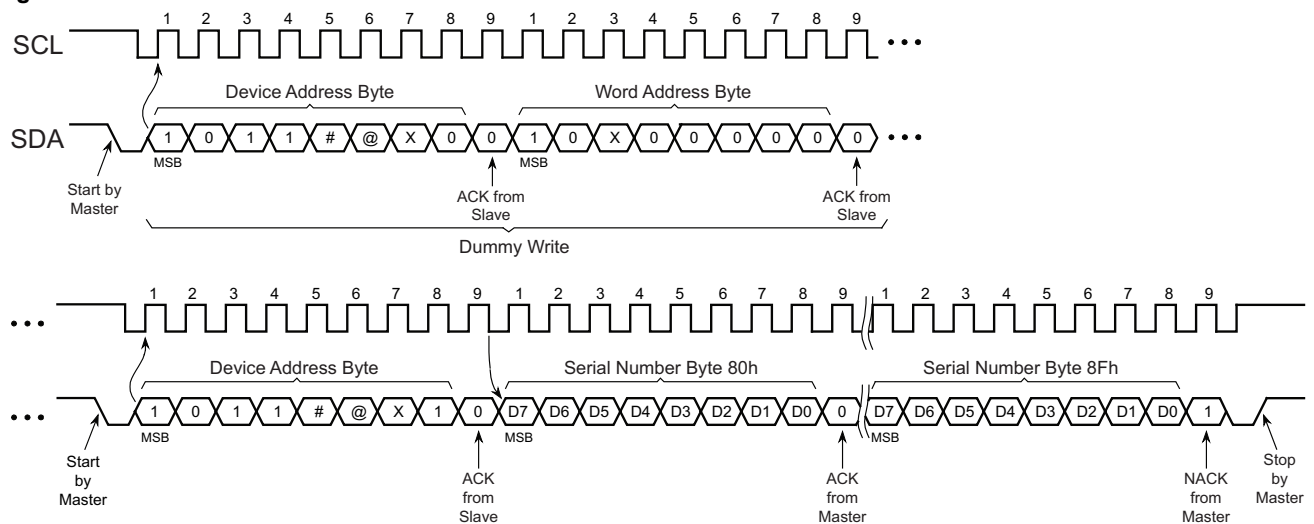 1 2 3 4 5 6 7 8 9 1 2 3 4 5 6 7 8 9
SCL
Device Address Byte Word Address Byte
SDA 1 0 1 1 # @ X 0 0 1 0 X 0 0 0 0 0 0
MSB MSB
Start by
Master
ACK from
Slave
ACK from
Slave
Dummy Write
1 2 3 4 5 6 7 8 9 1 2 3 4 5 6 7 8 9 1 2 3 4 5 6 7 8 9
Device Address Byte Serial Number Byte 80h Serial Number Byte 8Fh
1 0 1 1 # @ X 1 0 D7 D6 D5 D4 D3 D2 D1 D0 0 D7 D6 D5 D4 D3 D2 D1 D0 1
MSB MSB MSB
Start
by
Master
ACK
from
Slave
ACK
from
Master
NACK
from
Master
Stop
by
Master